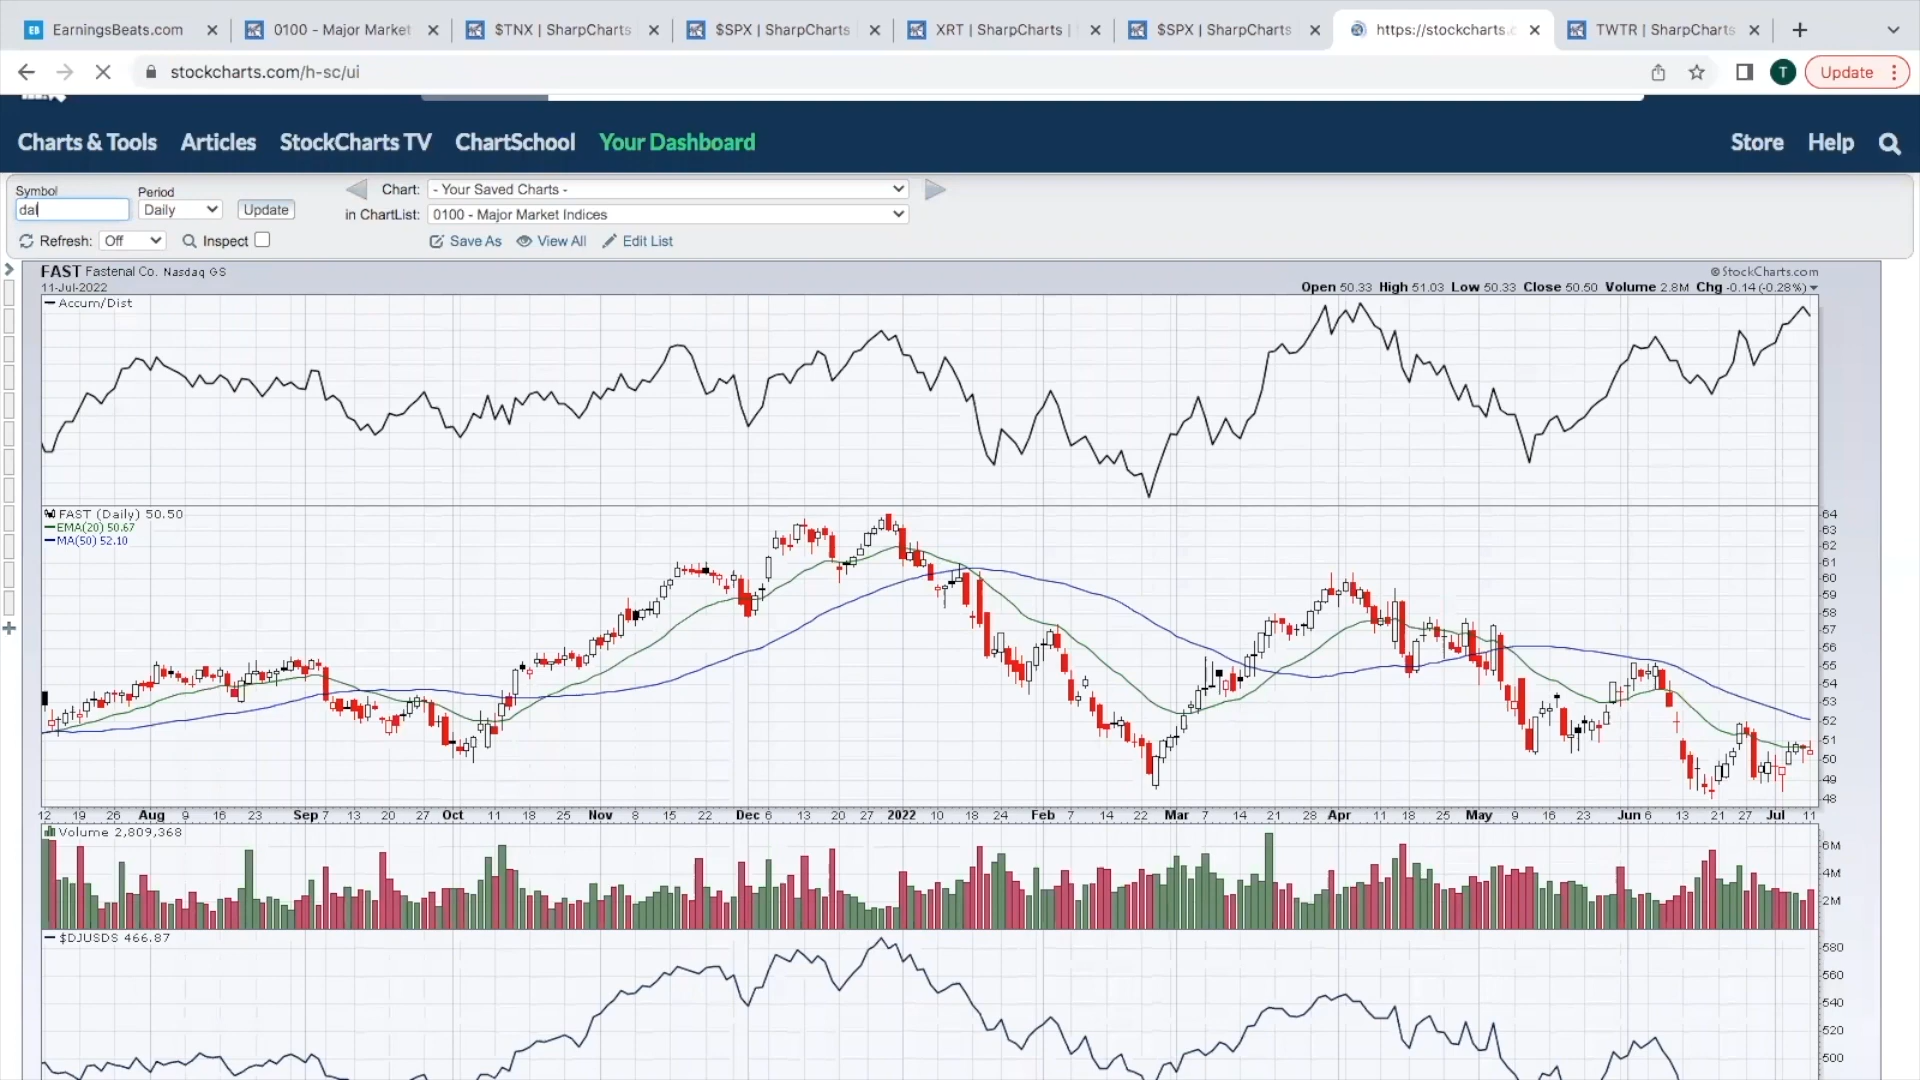 EarningsBeats.com
0100 - Major Market
$TNX | SharpCharts
$SPX | SharpCharts
XRT | SharpCharts |
$SPX | SharpCharts
https://stockcharts.c
TWTR | SharpCharts
stockcharts.com/h-sc/ui
T
Update
Charts & Tools Articles StockCharts TV ChartSchool Your Dashboard Store Help
Symbol
Period
Chart: - Your Saved Charts -
dal
Daily
Update
in ChartList: 0100 - Major Market Indices
Refresh: Off Inspect
Save As View All Edit List
FAST Fastenal Co. Nasdaq GS
© StockCharts.com
11-Jul-2022
Open 50.33 High 51.03 Low 50.33 Close 50.50 Volume 2.8M Chg -0.14 (-0.28%)
Accum/Dist
FAST (Daily) 50.50
EMA(20) 50.67
MA(50) 52.10
64
63
62
61
60
59
58
57
56
55
54
53
52
51
50
49
48
12 19 26 Aug 9 16 23 Sep 7 13 20 27 Oct 11 18 25 Nov 8 15 22 Dec 6 13 20 27 2022 10 18 24 Feb 7 14 22 Mar 7 14 21 28 Apr 11 18 25 May 9 16 23 Jun 6 13 21 27 Jul 11
Volume 2,809,368
6M
4M
2M
$DJUSDS 466.87
580
560
540
520
500